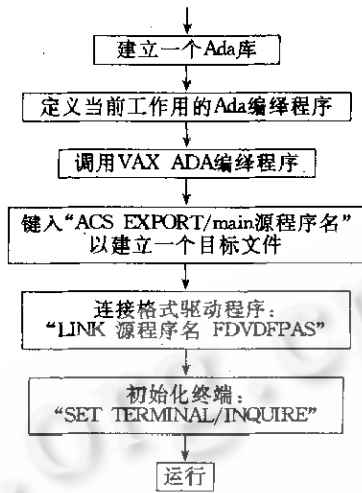 建立一个Ada库
定义当前工作用的Ada编绎程序
调用VAX ADA编绎程序
键入“ACS EXPORT/main源程序名”
以建立一个目标文件
连接格式驱动程序：
“LINK 源程序名 FDVDFPAS”
初始化终端：
“SET TERMINAL/INQUIRE”
运行